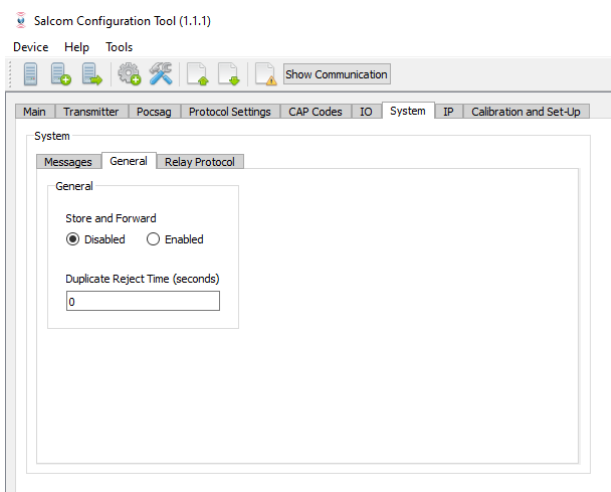 Salcom Configuration Tool (1.1.1)
Device Help Tools
Show Communication
Main Transmitter Pocsag Protocol Settings CAP Codes IO System IP Calibration and Set-Up
System
Messages General Relay Protocol
General
Store and Forward
Disabled Enabled
Duplicate Reject Time (seconds)
0